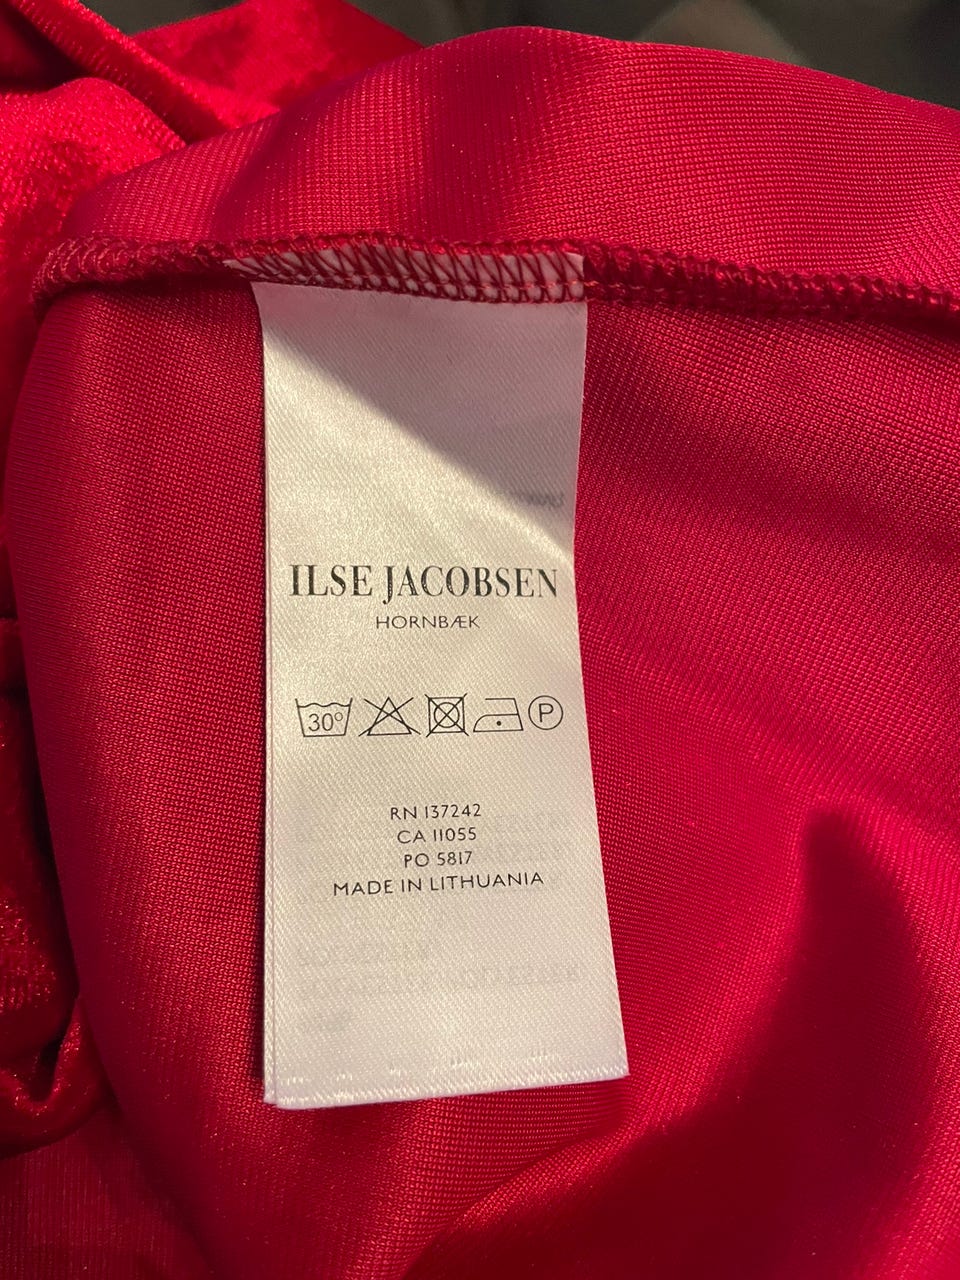 ILSE JACOBSEN
HORNBÆK
30°
P
RN 137242
CA 11055
PO 5817
MADE IN LITHUANIA